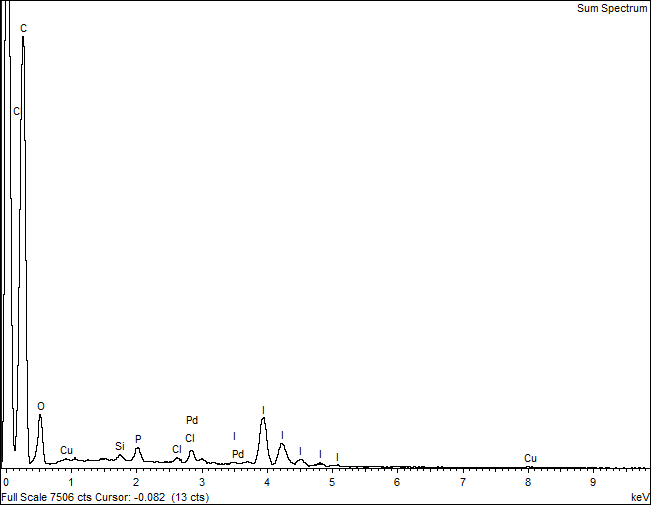 Sum Spectrum
C
C
O
Cu
Si
P
Cl
Pd
Cl
I
Pd
I
I
I
I
I
Cu
0 1 2 3 4 5 6 7 8 9
Full Scale 7506 cts Cursor: -0.082 (13 cts) keV